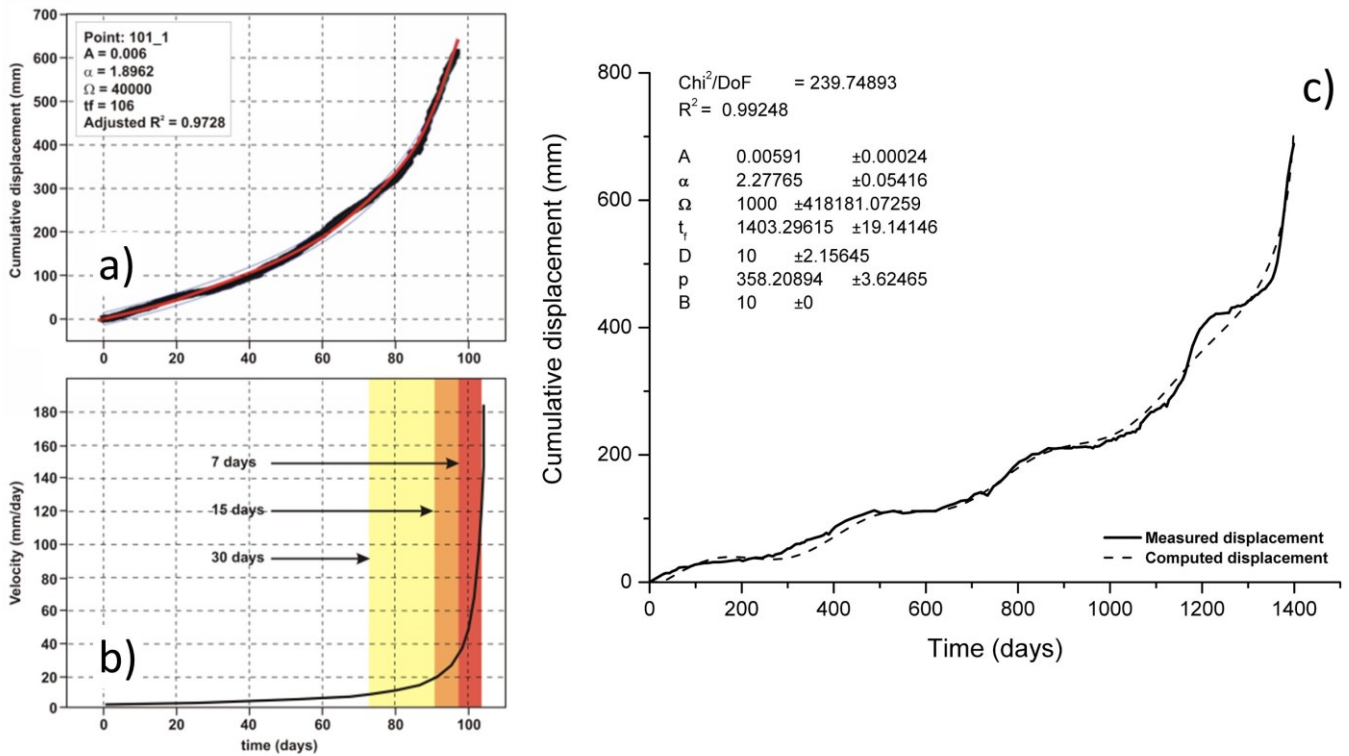 700
600
500
400
300
200
100
0
Cumulative displacement (mm)
Point: 101_1
A = 0.006
α = 1.8962
Ω = 40000
tf = 106
Adjusted R² = 0.9728
a)
0 20 40 60 80 100
180
160
140
120
100
80
60
40
20
0
Velocity (mm/day)
7 days
15 days
30 days
b)
0 20 40 60 80 100
time (days)
c)
Chi²/DoF = 239.74893
R² = 0.99248
A 0.00591 ±0.00024
α 2.27765 ±0.05416
Ω 1000 ±418181.07259
t_f 1403.29615 ±19.14146
D 10 ±2.15645
p 358.20894 ±3.62465
B 10 ±0
800
600
400
200
0
Cumulative displacement (mm)
Measured displacement
Computed displacement
0 200 400 600 800 1000 1200 1400
Time (days)